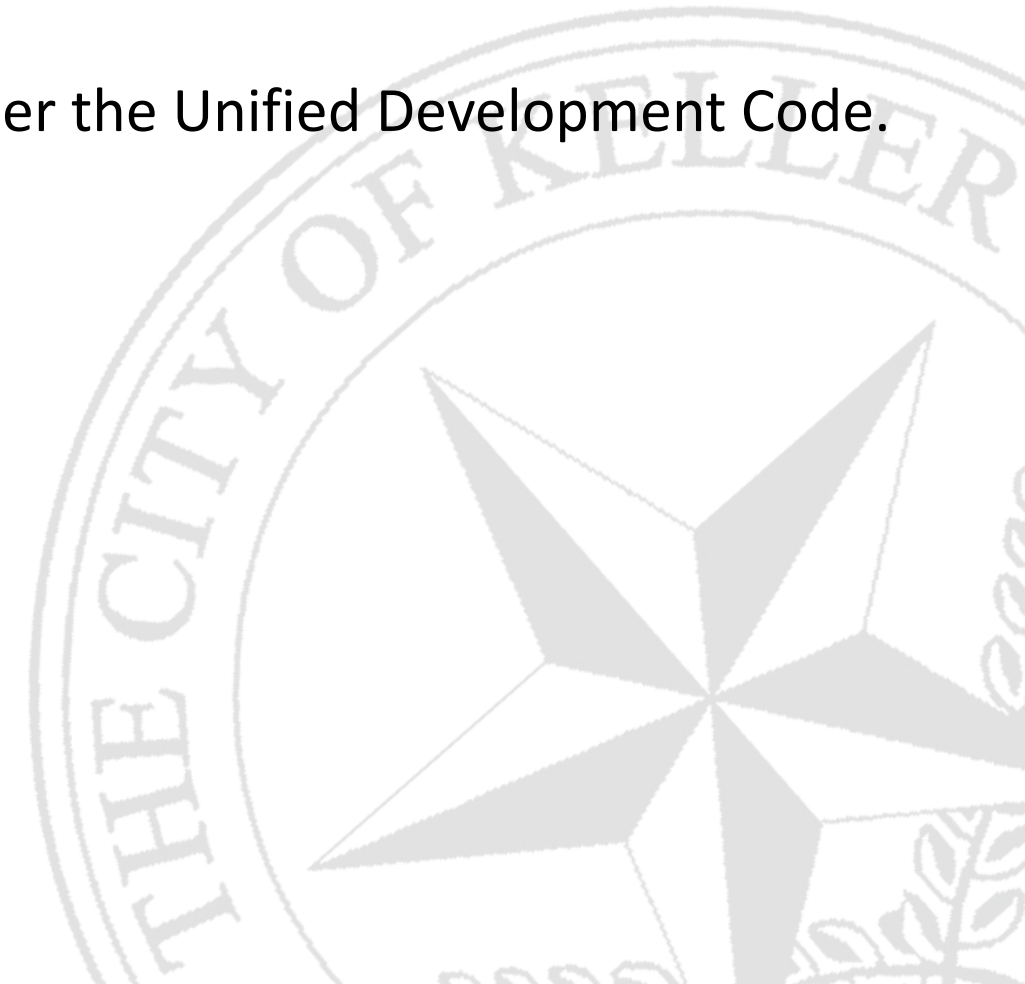 er the Unified Development Code.
THE CITY OF KELLER